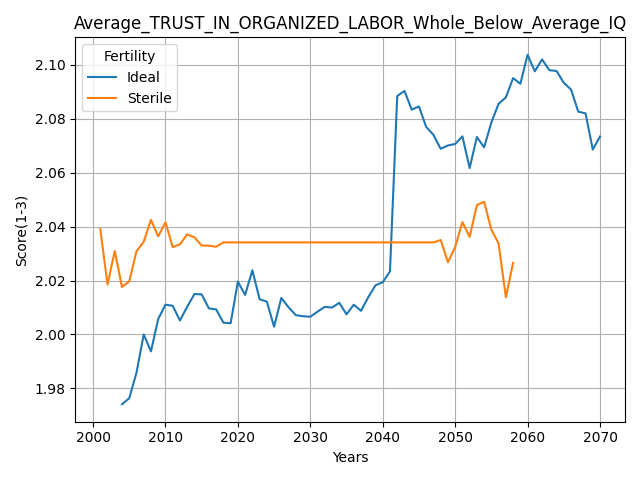 Average_TRUST_IN_ORGANIZED_LABOR_Whole_Below_Average_IQ
Fertility
Ideal
Sterile
Score(1-3)
2.10
2.08
2.06
2.04
2.02
2.00
1.98
2000 2010 2020 2030 2040 2050 2060 2070
Years